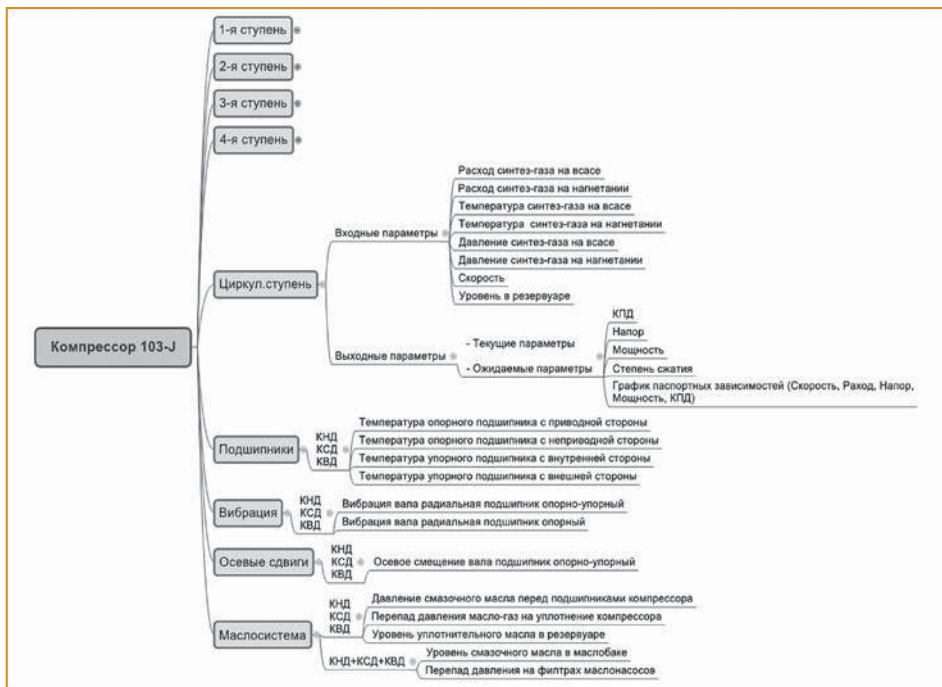 1-я ступень
2-я ступень
3-я ступень
4-я ступень
Компрессор 103-J
Циркул.ступень
Входные параметры
Расход синтез-газа на всасе
Расход синтез-газа на нагнетании
Температура синтез-газа на всасе
Температура синтез-газа на нагнетании
Давление синтез-газа на всасе
Давление синтез-газа на нагнетании
Скорость
Уровень в резервуаре
Выходные параметры
- Текущие параметры
- Ожидаемые параметры
КПД
Напор
Мощность
Степень сжатия
График паспортных зависимостей (Скорость, Раход, Напор,
Мощность, КПД)
Подшипники
КНД
КСД
КВД
Температура опорного подшипника с приводной стороны
Температура опорного подшипника с неприводной стороны
Температура упорного подшипника с внутренней стороны
Температура упорного подшипника с внешней стороны
Вибрация
КНД
КСД
КВД
Вибрация вала радиальная подшипник опорно-упорный
Вибрация вала радиальная подшипник опорный
Осевые сдвиги
КНД
КСД
КВД
Осевое смещение вала подшипник опорно-упорный
Маслосистема
КНД
КСД
КВД
Давление смазочного масла перед подшипниками компрессора
Перепад давления масло-газ на уплотнение компрессора
Уровень уплотнительного масла в резервуаре
КНД+КСД+КВД
Уровень смазочного масла в маслобаке
Перепад давления на филтрах маслонасосов